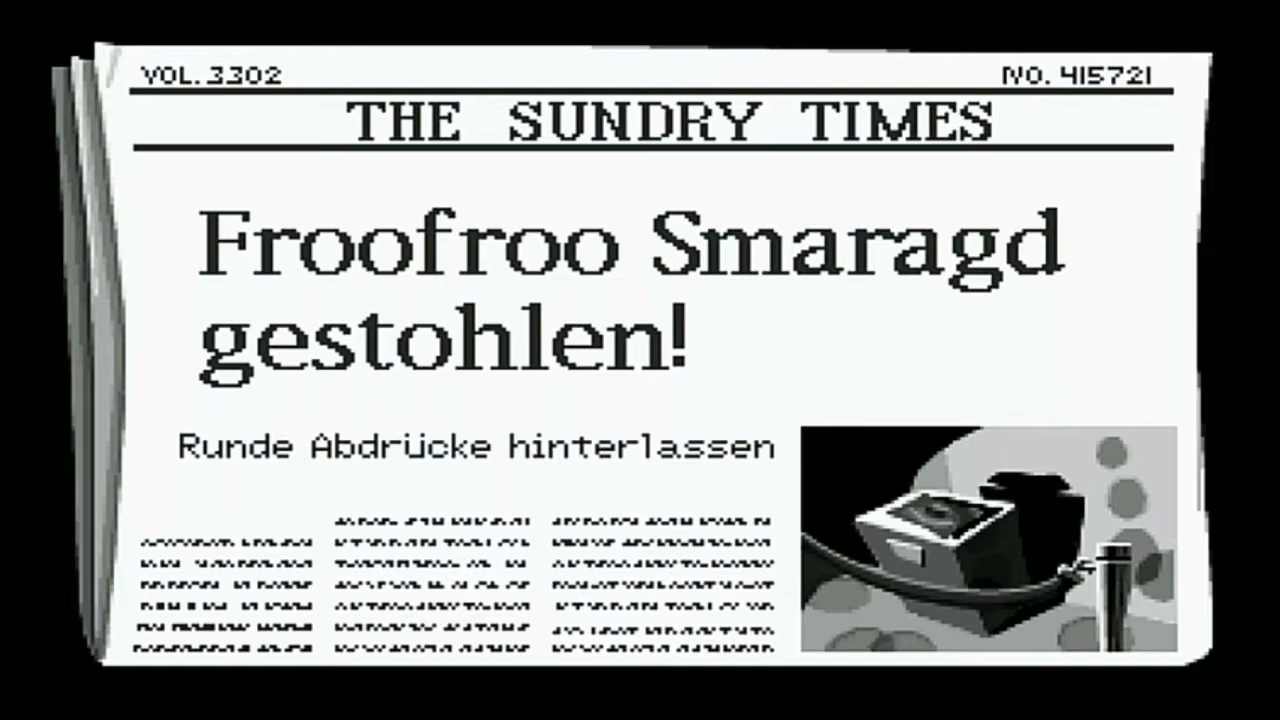 VOL. 3302
NO. 415721
THE SUNDRY TIMES
Froofroo Smaragd
gestohlen!
Runde Abdrücke hinterlassen